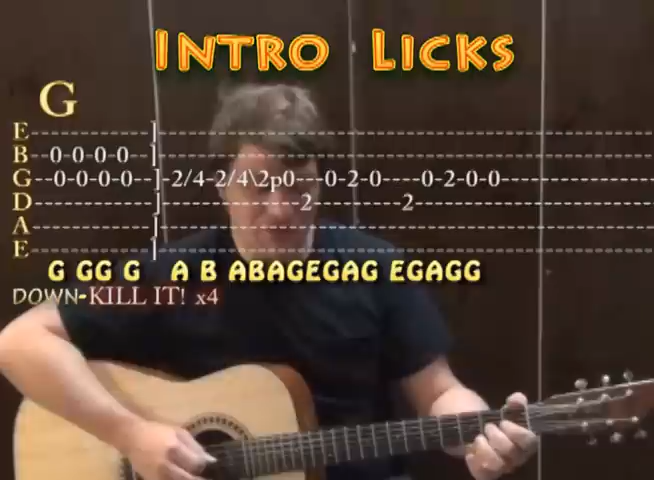 INTRO LICKS
G
E-------------]--------------------------------------------------
B--0-0-0-0--]--------------------------------------------------
G--0-0-0-0--]-2/4-2/4\2p0---0-2-0----0-2-0-0---------------
D-------------]----------------2---------2-----------------------
A-------------]--------------------------------------------------
E-------------]--------------------------------------------------
G GG G A B ABAGEGAG EGAGG
DOWN-KILL IT! x4